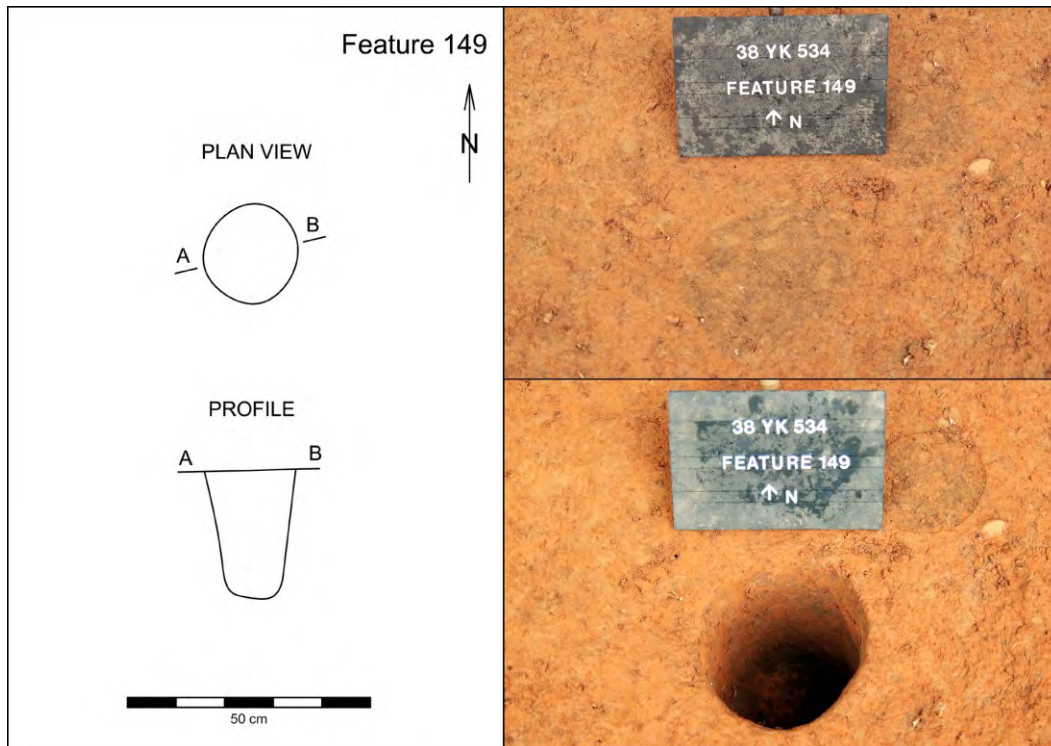 Feature 149
N
PLAN VIEW
A
B
PROFILE
A
B
50 cm
38 YK 534
FEATURE 149
↑ N
38 YK 534
FEATURE 149
↑ N